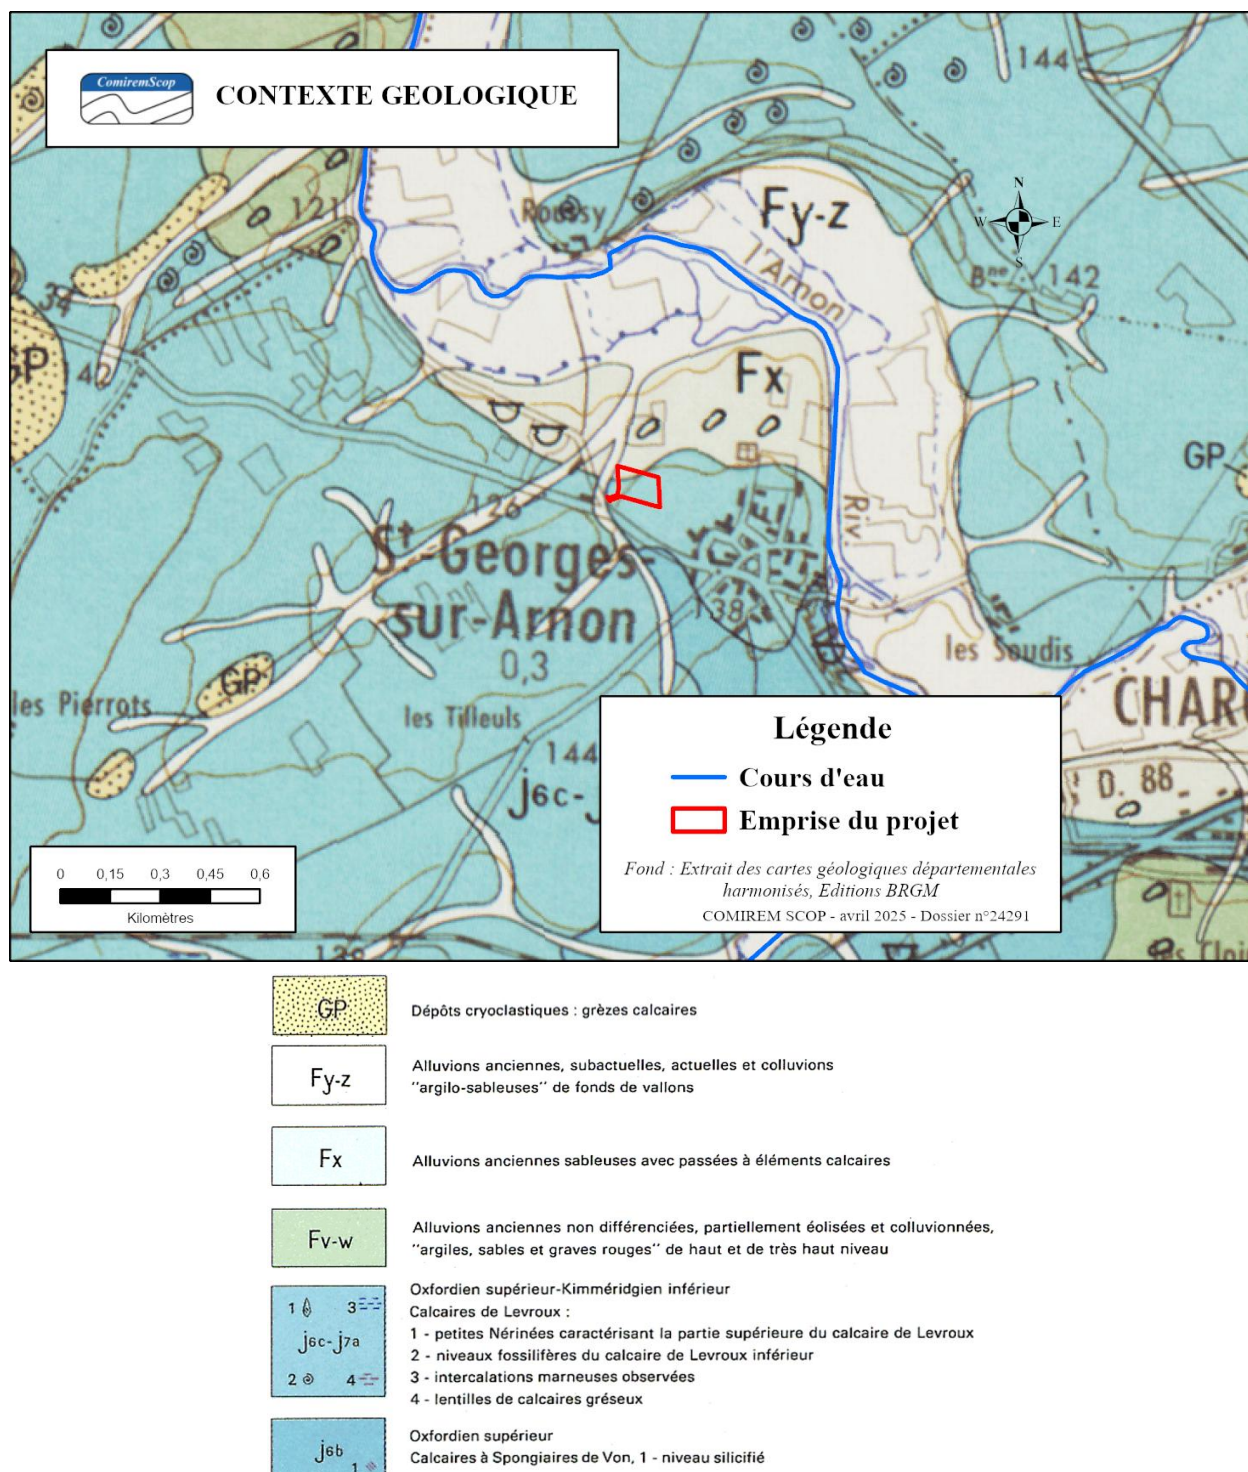 ComiremScop
CONTEXTE GEOLOGIQUE
144
121
Roussy
Fy-z
N
W
E
S
l'Arnon
Bne
142
34
GP
42
Fx
GP
126
Riv.
St-Georges-
sur-Arnon
0,3
138
les Soudis
GP
les Pierrots
les Tilleuls
144
j6c-j
CHAR
D. 88
Légende
Cours d'eau
Emprise du projet
Fond : Extrait des cartes géologiques départementales
harmonisés, Editions BRGM
COMIREM SCOP - avril 2025 - Dossier n°24291
0 0,15 0,3 0,45 0,6
Kilomètres
GP
Dépôts cryoclastiques : grèzes calcaires
Fy-z
Alluvions anciennes, subactuelles, actuelles et colluvions
"argilo-sableuses" de fonds de vallons
Fx
Alluvions anciennes sableuses avec passées à éléments calcaires
Fv-w
Alluvions anciennes non différenciées, partiellement éolisées et colluvionnées,
"argiles, sables et graves rouges" de haut et de très haut niveau
1 3
j6c-j7a
2 4
Oxfordien supérieur-Kimméridgien inférieur
Calcaires de Levroux :
1 - petites Nérinées caractérisant la partie supérieure du calcaire de Levroux
2 - niveaux fossilifères du calcaire de Levroux inférieur
3 - intercalations marneuses observées
4 - lentilles de calcaires gréseux
j6b
1
Oxfordien supérieur
Calcaires à Spongiaires de Von, 1 - niveau silicifié